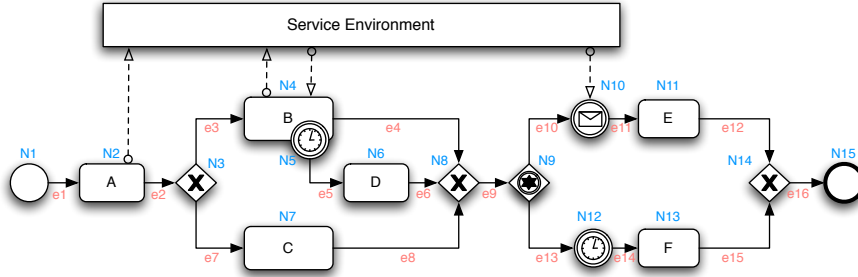 Service Environment
N4
N10
N11
B
E
e3
e4
e10
e11
e12
N1
N2
N3
N5
N6
N8
N9
N14
N15
A
D
e1
e2
e5
e6
e9
e16
N7
N12
N13
C
F
e7
e8
e13
e14
e15